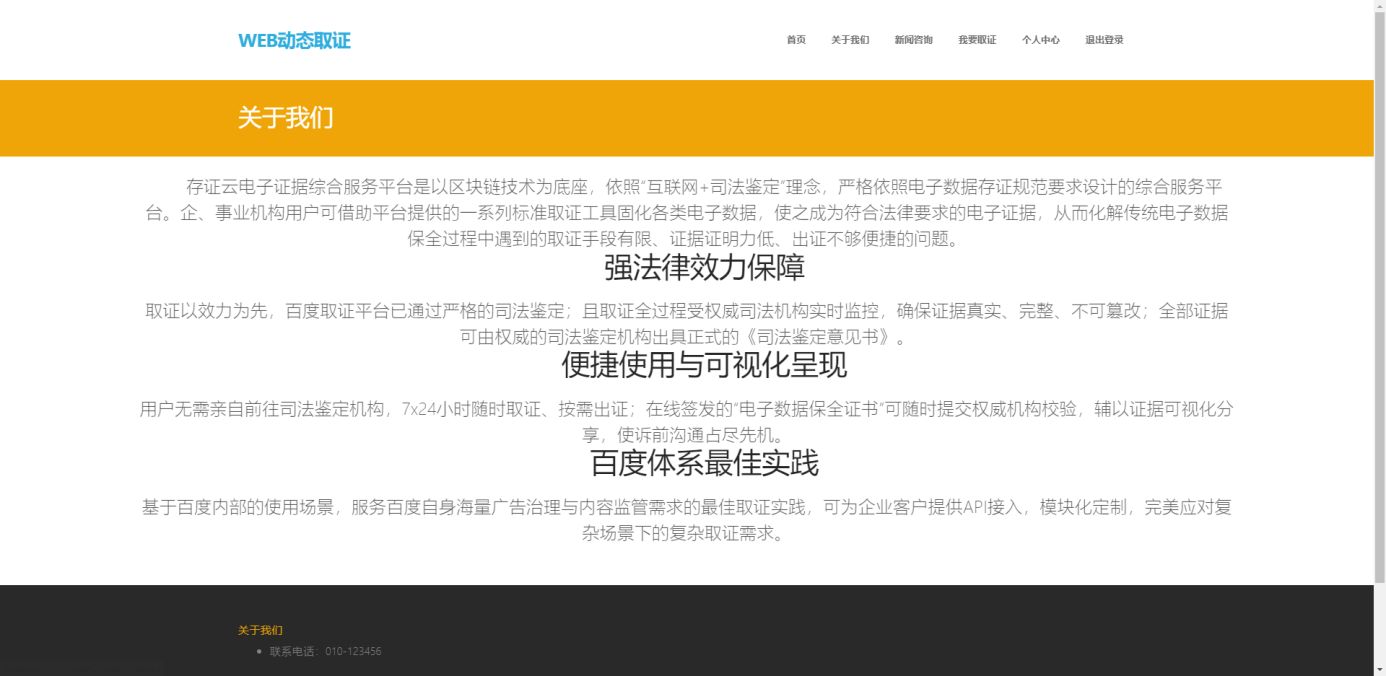 WEB动态取证
首页 关于我们 新闻咨询 我要取证 个人中心 退出登录
关于我们
存证云电子证据综合服务平台是以区块链技术为底座，依照“互联网+司法鉴定”理念，严格依照电子数据存证规范要求设计的综合服务平
台。企、事业机构用户可借助平台提供的一系列标准取证工具固化各类电子数据，使之成为符合法律要求的电子证据，从而化解传统电子数据
保全过程中遇到的取证手段有限、证据证明力低、出证不够便捷的问题。
强法律效力保障
取证以效力为先，百度取证平台已通过严格的司法鉴定；且取证全过程受权威司法机构实时监控，确保证据真实、完整、不可篡改；全部证据
可由权威的司法鉴定机构出具正式的《司法鉴定意见书》。
便捷使用与可视化呈现
用户无需亲自前往司法鉴定机构，7x24小时随时取证、按需出证；在线签发的“电子数据保全证书”可随时提交权威机构校验，辅以证据可视化分
享，使诉前沟通占尽先机。
百度体系最佳实践
基于百度内部的使用场景，服务百度自身海量广告治理与内容监管需求的最佳取证实践，可为企业客户提供API接入，模块化定制，完美应对复
杂场景下的复杂取证需求。
关于我们
• 联系电话：010-123456